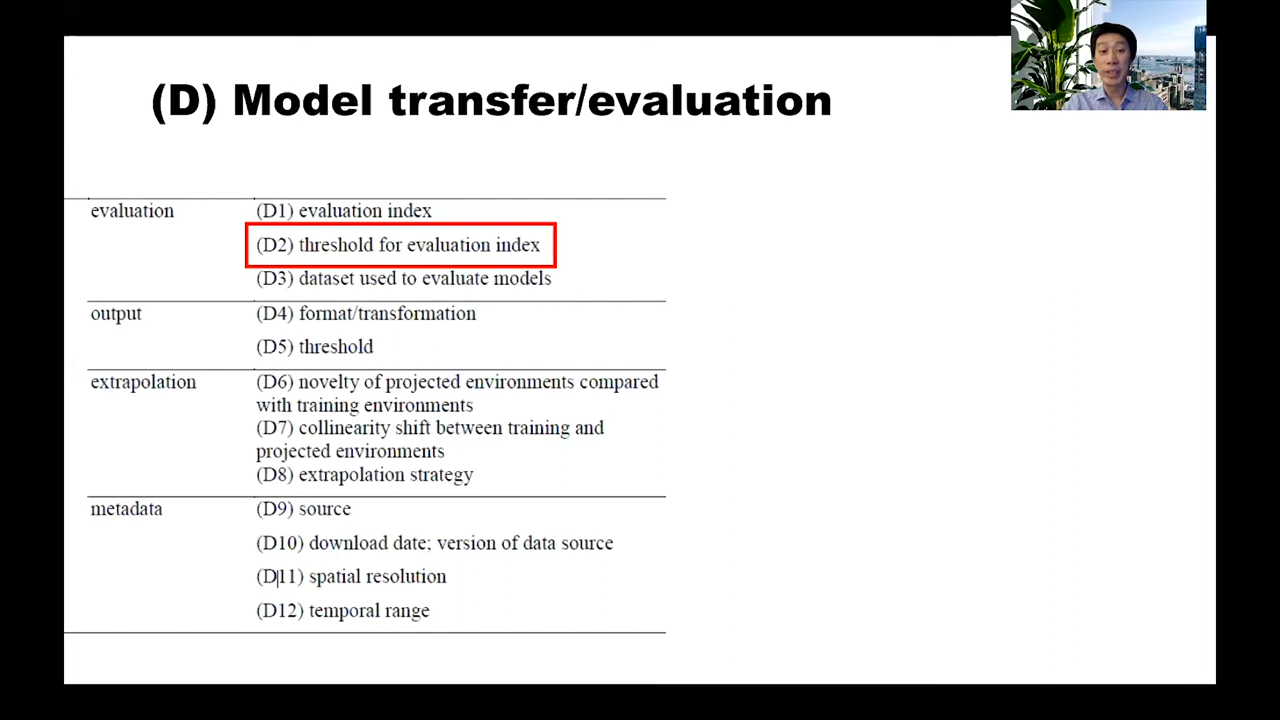 (D) Model transfer/evaluation
evaluation (D1) evaluation index
(D2) threshold for evaluation index
(D3) dataset used to evaluate models
output (D4) format/transformation
(D5) threshold
extrapolation (D6) novelty of projected environments compared
with training environments
(D7) collinearity shift between training and
projected environments
(D8) extrapolation strategy
metadata (D9) source
(D10) download date; version of data source
(D11) spatial resolution
(D12) temporal range